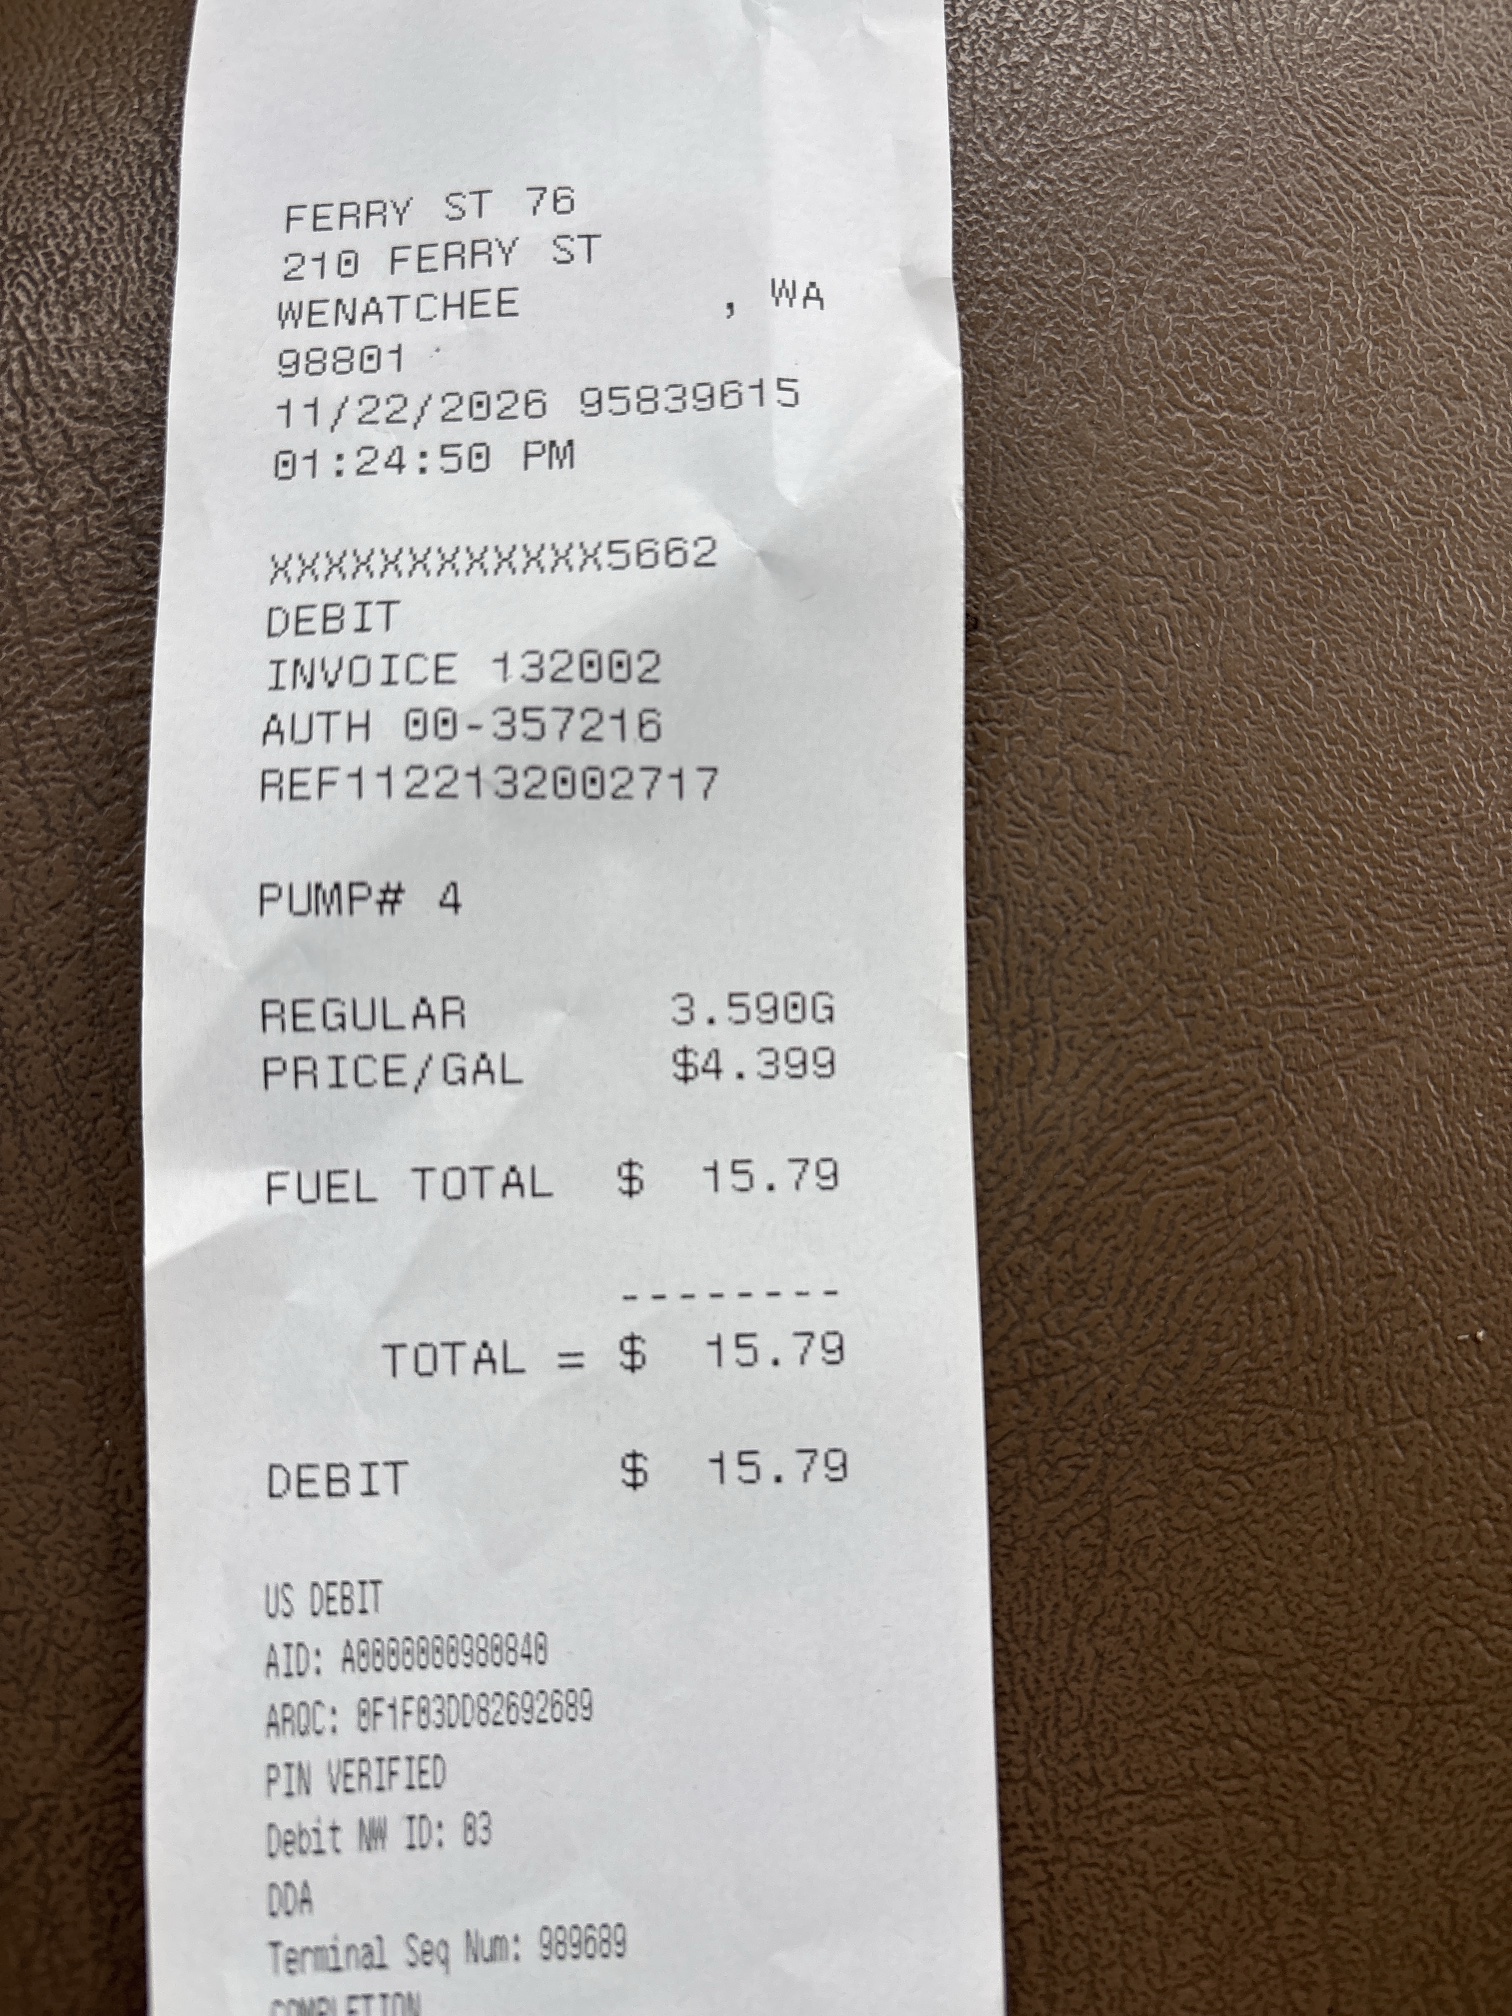 FERRY ST 76
210 FERRY ST
WENATCHEE , WA
98801
11/22/2026 95839615
01:24:50 PM
XXXXXXXXXXXX5662
DEBIT
INVOICE 132002
AUTH 00-357216
REF1122132002717
PUMP# 4
REGULAR 3.590G
PRICE/GAL $4.399
FUEL TOTAL $ 15.79
--------
TOTAL = $ 15.79
DEBIT $ 15.79
US DEBIT
AID: A0000000980840
ARQC: 0F1F03DD82692689
PIN VERIFIED
Debit NW ID: 03
DDA
Terminal Seq Num: 989689
COMPLETION